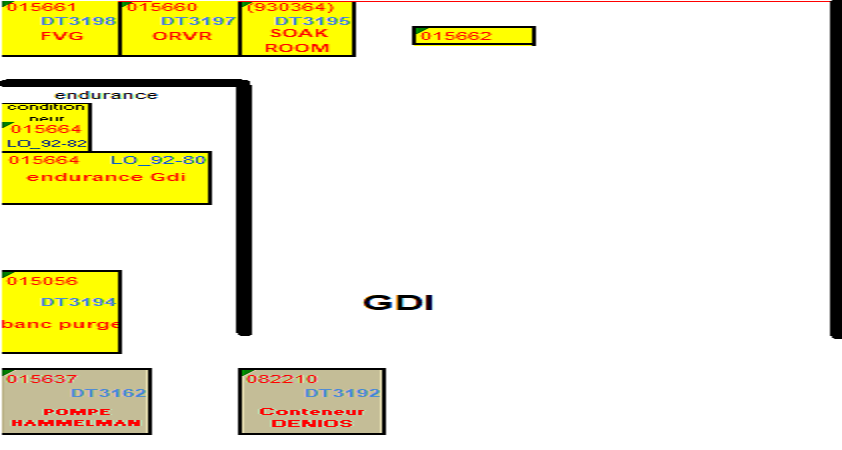 015661
DT3198
FVG
015660
DT3197
ORVR
(930364)
DT3195
SOAK
ROOM
015662
endurance
condition
neur
015664
LO_92-82
015664 LO_92-80
endurance Gdi
015056
DT3194
banc purge
GDI
015637
DT3162
POMPE
HAMMELMAN
082210
DT3192
Conteneur
DENIOS